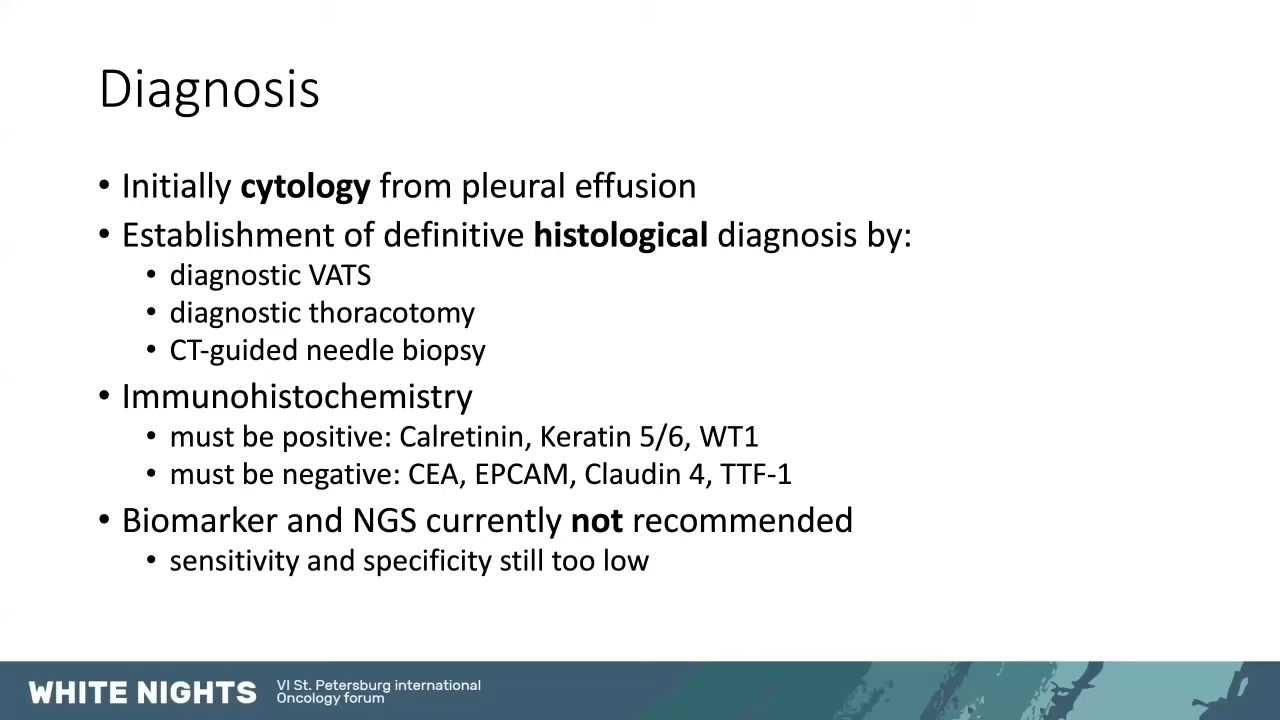 Diagnosis
• Initially cytology from pleural effusion
• Establishment of definitive histological diagnosis by:
• diagnostic VATS
• diagnostic thoracotomy
• CT-guided needle biopsy
• Immunohistochemistry
• must be positive: Calretinin, Keratin 5/6, WT1
• must be negative: CEA, EPCAM, Claudin 4, TTF-1
• Biomarker and NGS currently not recommended
• sensitivity and specificity still too low
WHITE NIGHTS
VI St. Petersburg international
Oncology forum